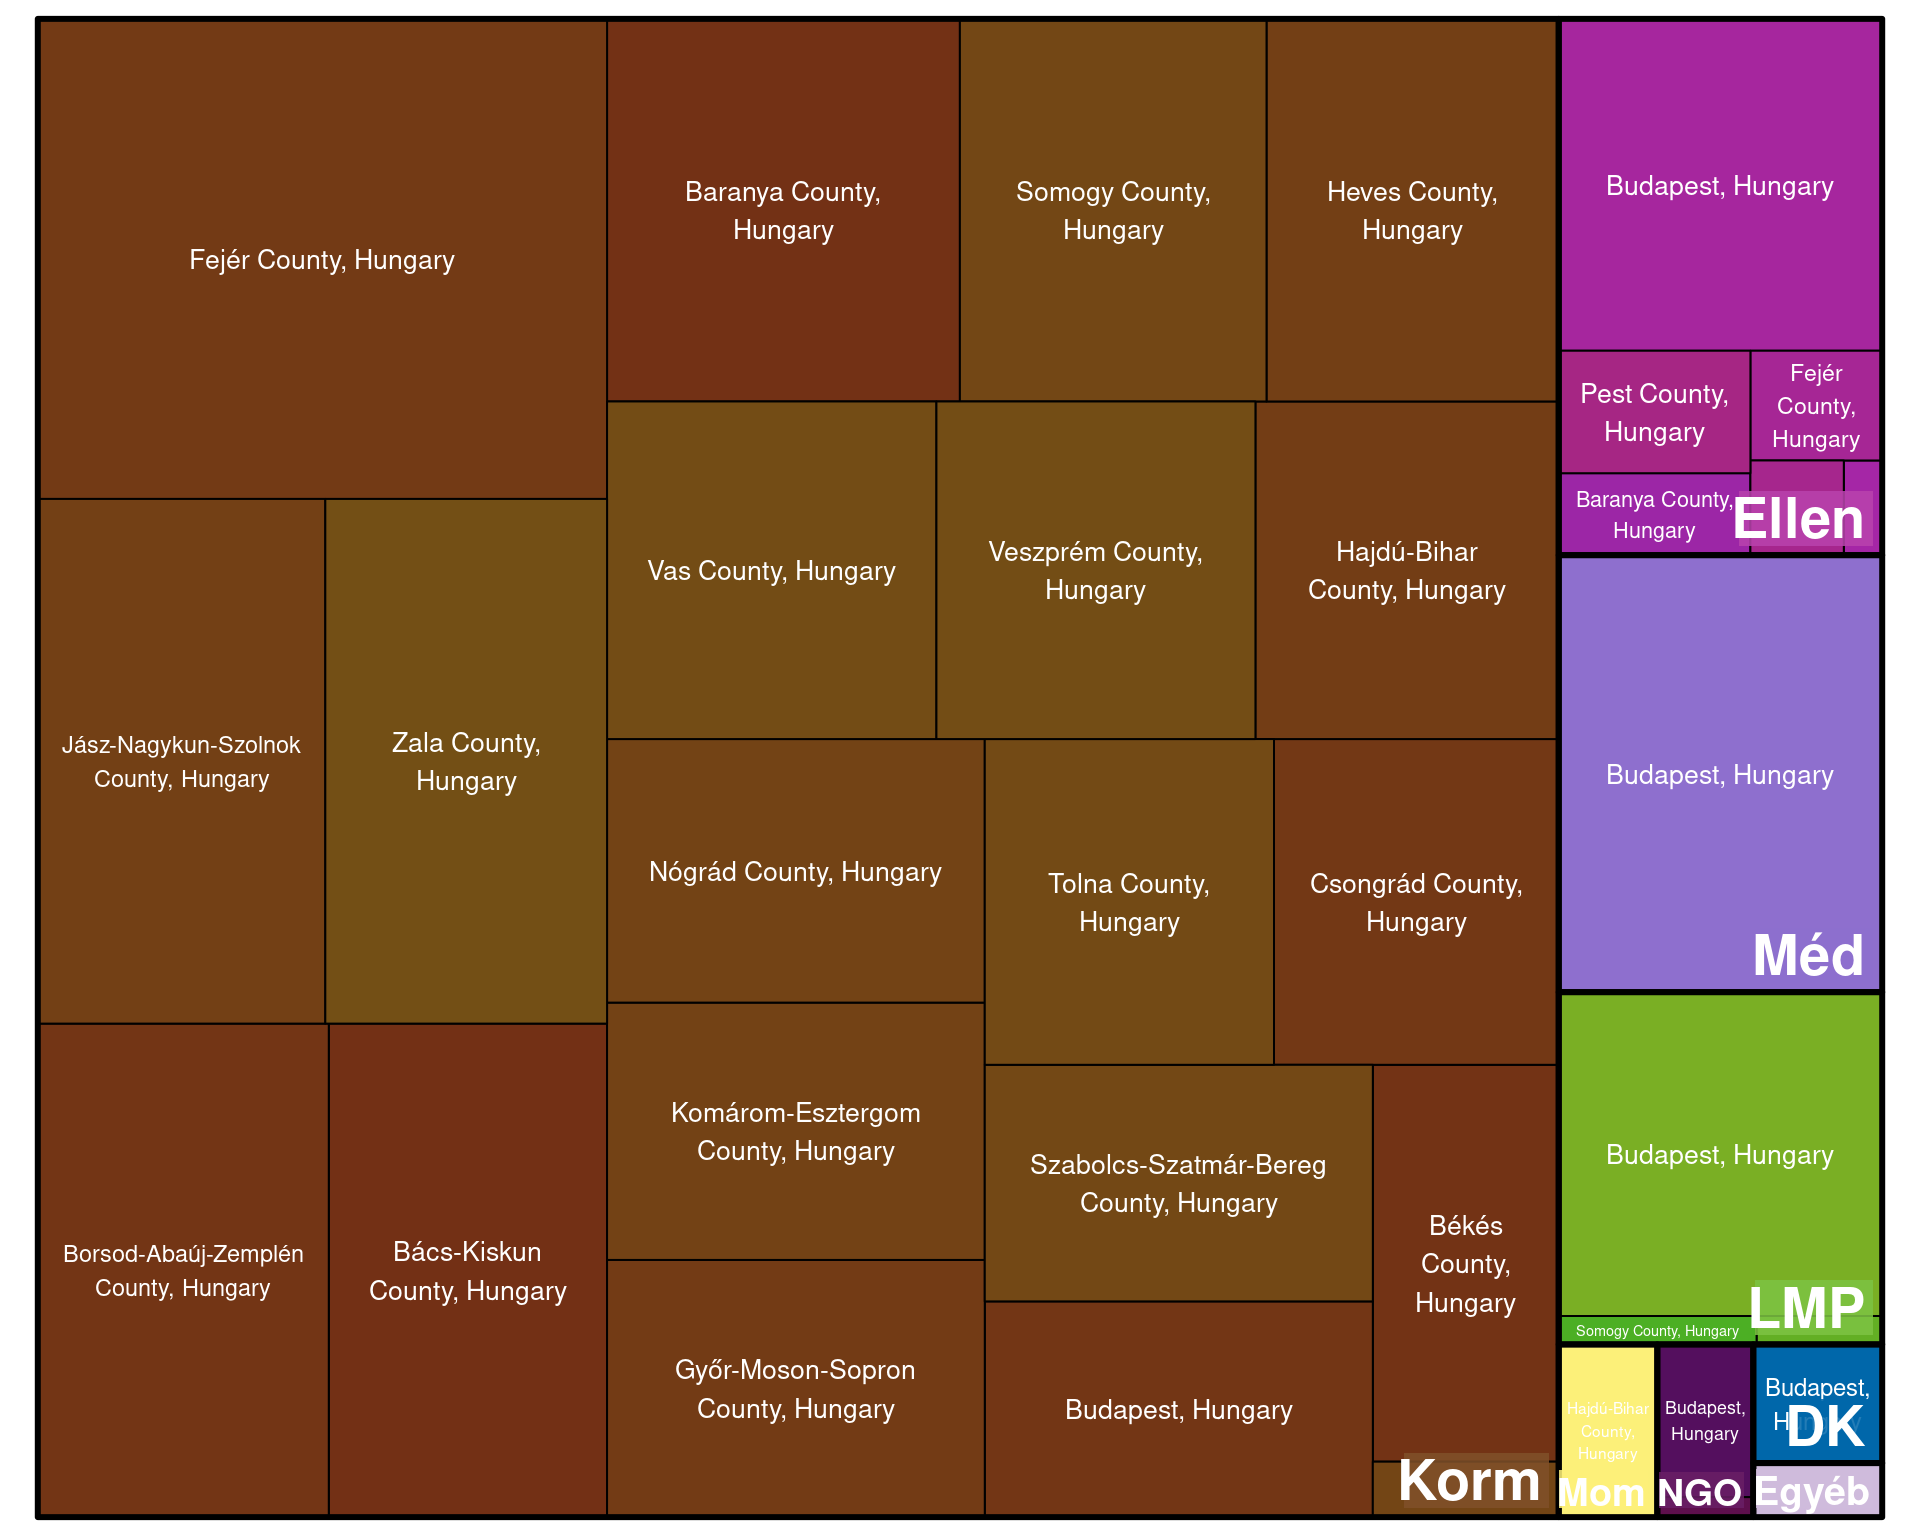 Fejér County, Hungary
Baranya County,
Hungary
Somogy County,
Hungary
Heves County,
Hungary
Budapest, Hungary
Pest County,
Hungary
Fejér
County,
Hungary
Baranya County,
Hungary
Ellen
Vas County, Hungary
Veszprém County,
Hungary
Hajdú-Bihar
County, Hungary
Jász-Nagykun-Szolnok
County, Hungary
Zala County,
Hungary
Budapest, Hungary
Méd
Nógrád County, Hungary
Tolna County,
Hungary
Csongrád County,
Hungary
Komárom-Esztergom
County, Hungary
Szabolcs-Szatmár-Bereg
County, Hungary
Békés
County,
Hungary
Budapest, Hungary
LMP
Somogy County, Hungary
Borsod-Abaúj-Zemplén
County, Hungary
Bács-Kiskun
County, Hungary
Győr-Moson-Sopron
County, Hungary
Budapest, Hungary
Korm
Hajdú-Bihar
County,
Hungary
Mom
Budapest,
Hungary
NGO
Budapest,
Hungary
DK
Egyéb